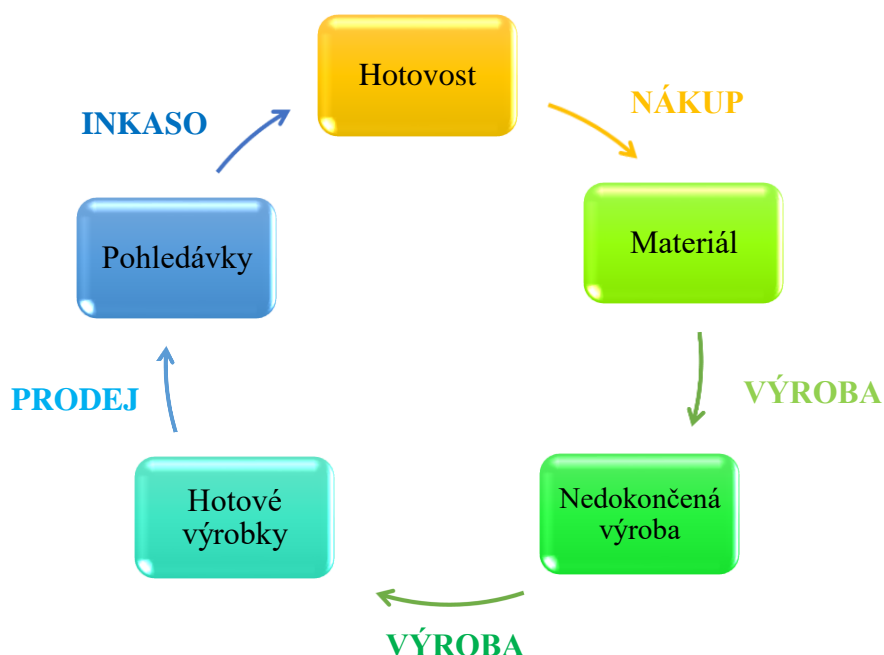 Hotovost
NÁKUP
INKASO
Materiál
Pohledávky
VÝROBA
PRODEJ
Nedokončená
výroba
Hotové
výrobky
VÝROBA